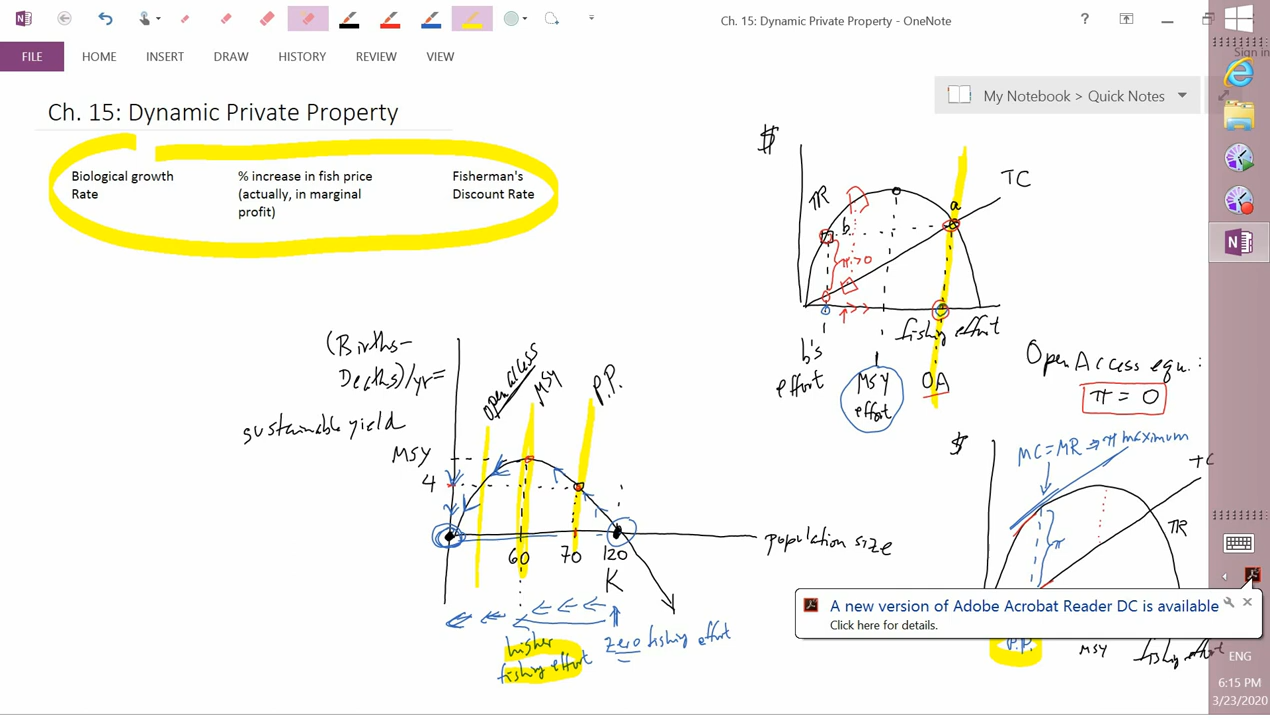 Ch. 15: Dynamic Private Property - OneNote
?
FILE
HOME
INSERT
DRAW
HISTORY
REVIEW
VIEW
Sign in
My Notebook > Quick Notes
Ch. 15: Dynamic Private Property
Biological growth
Rate
% increase in fish price
(actually, in marginal
profit)
Fisherman's
Discount Rate
$
TR
TC
a
b
π>0
fishing effort
b's
effort
MSY
effort
OA
Open Access equ.:
π = 0
(Births-
Deaths)/yr=
sustainable yield
open access
MSY
P.P.
MSY
4
60
70
120
K
population size
higher
fishing effort
zero fishing effort
$
MC=MR ⇒ π maximum
TC
TR
π
P.P.
MSY
fishing effort
A new version of Adobe Acrobat Reader DC is available
Click here for details.
ENG
6:15 PM
3/23/2020